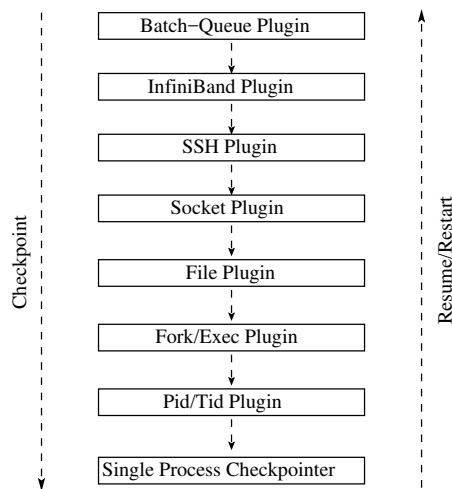 Batch−Queue Plugin
InfiniBand Plugin
SSH Plugin
Socket Plugin
File Plugin
Fork/Exec Plugin
Pid/Tid Plugin
Single Process Checkpointer
Checkpoint
Resume/Restart